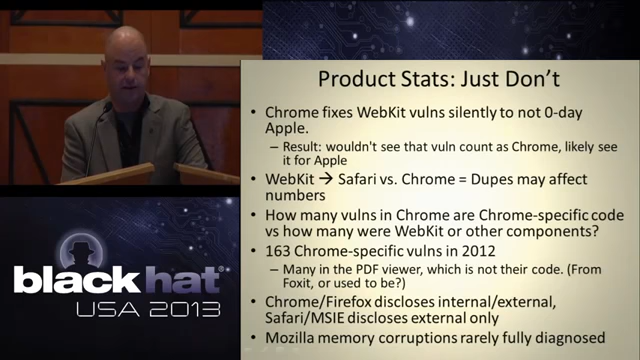 Product Stats: Just Don't
• Chrome fixes WebKit vulns silently to not 0-day
Apple.
– Result: wouldn't see that vuln count as Chrome, likely see
it for Apple
• WebKit → Safari vs. Chrome = Dupes may affect
numbers
• How many vulns in Chrome are Chrome-specific code
vs how many were WebKit or other components?
• 163 Chrome-specific vulns in 2012
– Many in the PDF viewer, which is not their code. (From
Foxit, or used to be?)
• Chrome/Firefox discloses internal/external,
Safari/MSIE discloses external only
• Mozilla memory corruptions rarely fully diagnosed
black hat®
USA 2013